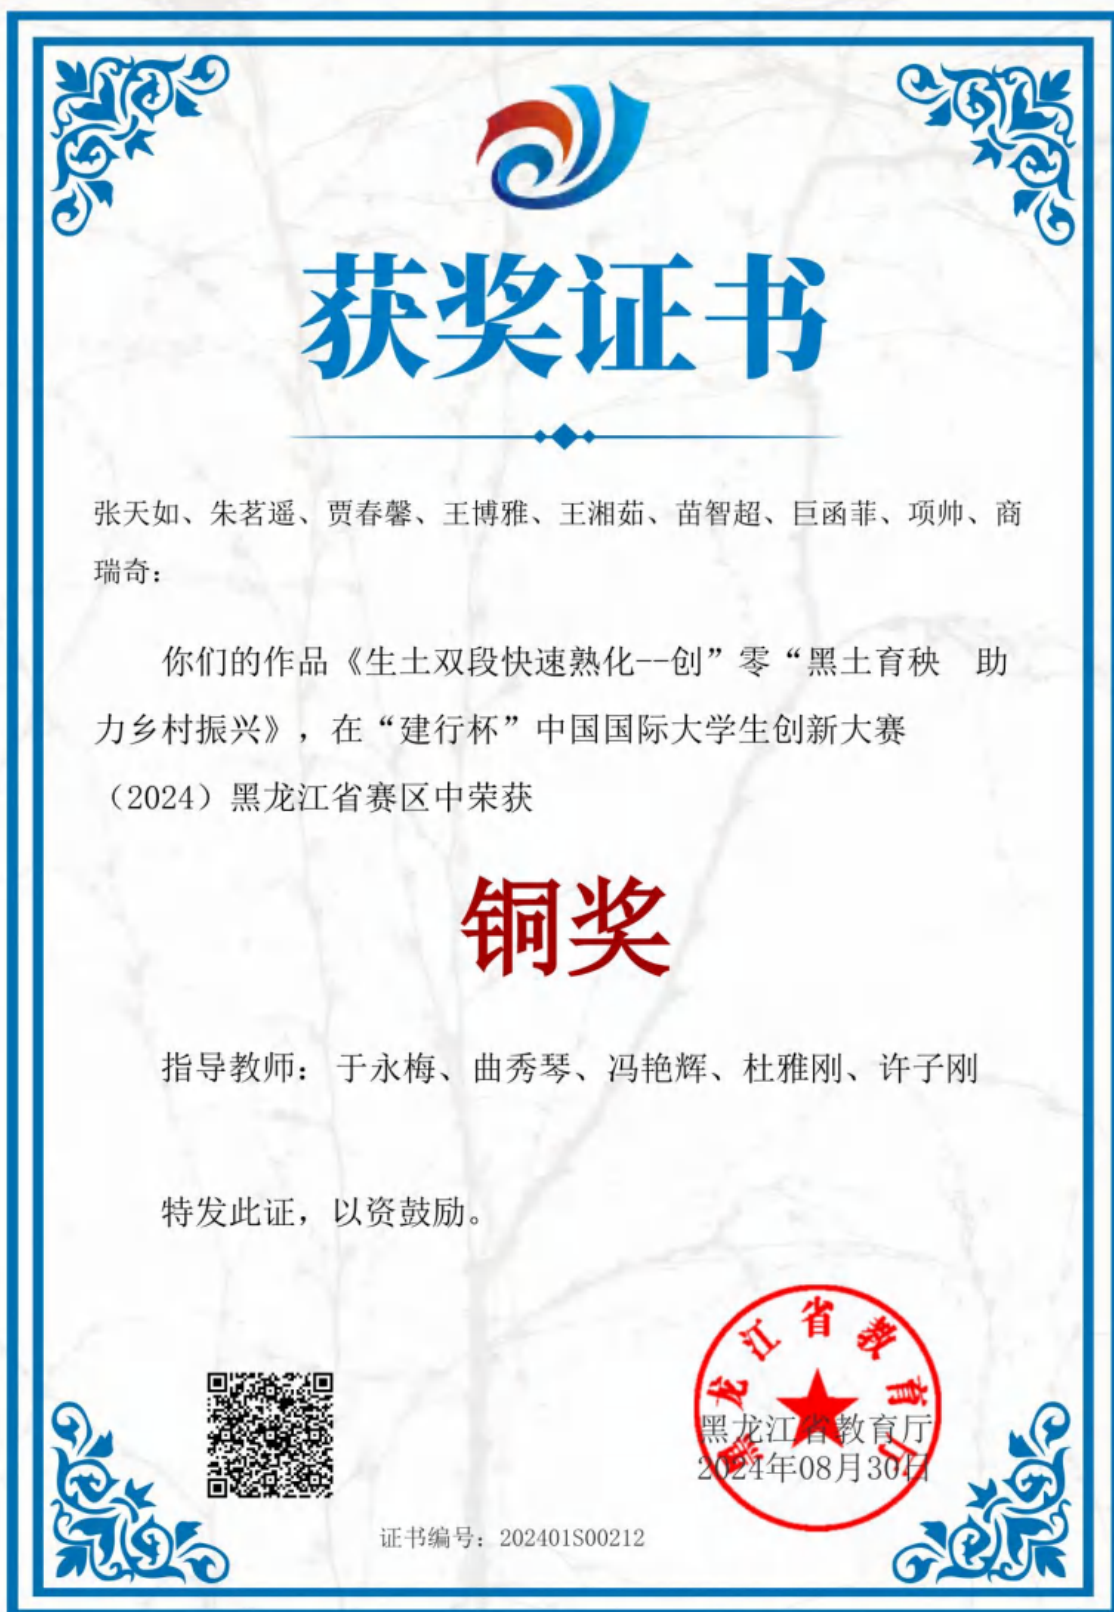 获奖证书
张天如、朱茗遥、贾春馨、王博雅、王湘茹、苗智超、巨函菲、项帅、商
瑞奇：
你们的作品《生土双段快速熟化--创”零“黑土育秧　助
力乡村振兴》，在“建行杯”中国国际大学生创新大赛
（2024）黑龙江省赛区中荣获
铜奖
指导教师： 于永梅、曲秀琴、冯艳辉、杜雅刚、许子刚
特发此证，以资鼓励。
黑龙江省教育厅
黑龙江省教育厅
2024年08月30日
证书编号：202401S00212